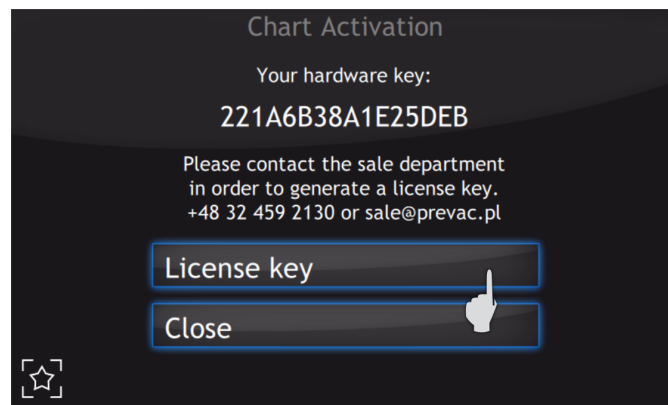 Chart Activation
Your hardware key:
221A6B38A1E25DEB
Please contact the sale department
in order to generate a license key.
+48 32 459 2130 or sale@prevac.pl
License key
Close